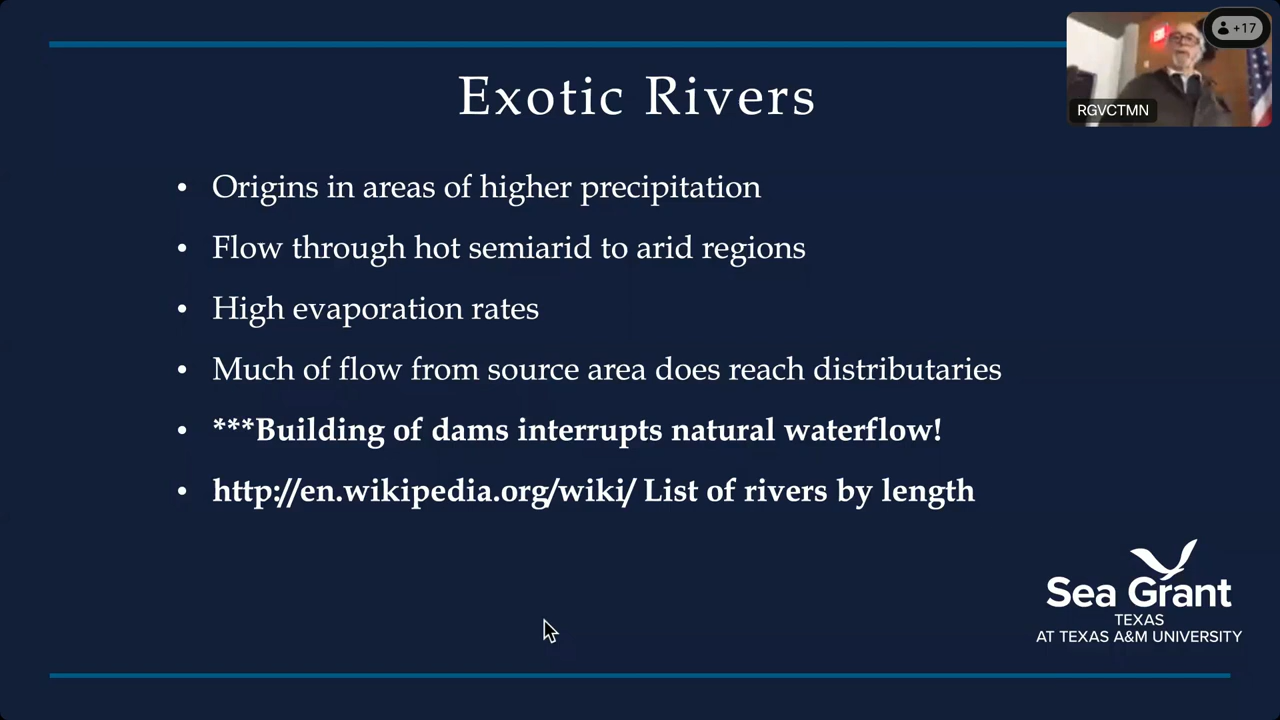 +17
RGVCTMN
Exotic Rivers
• Origins in areas of higher precipitation
• Flow through hot semiarid to arid regions
• High evaporation rates
• Much of flow from source area does reach distributaries
• ***Building of dams interrupts natural waterflow!
• http://en.wikipedia.org/wiki/ List of rivers by length
Sea Grant
TEXAS
AT TEXAS A&M UNIVERSITY